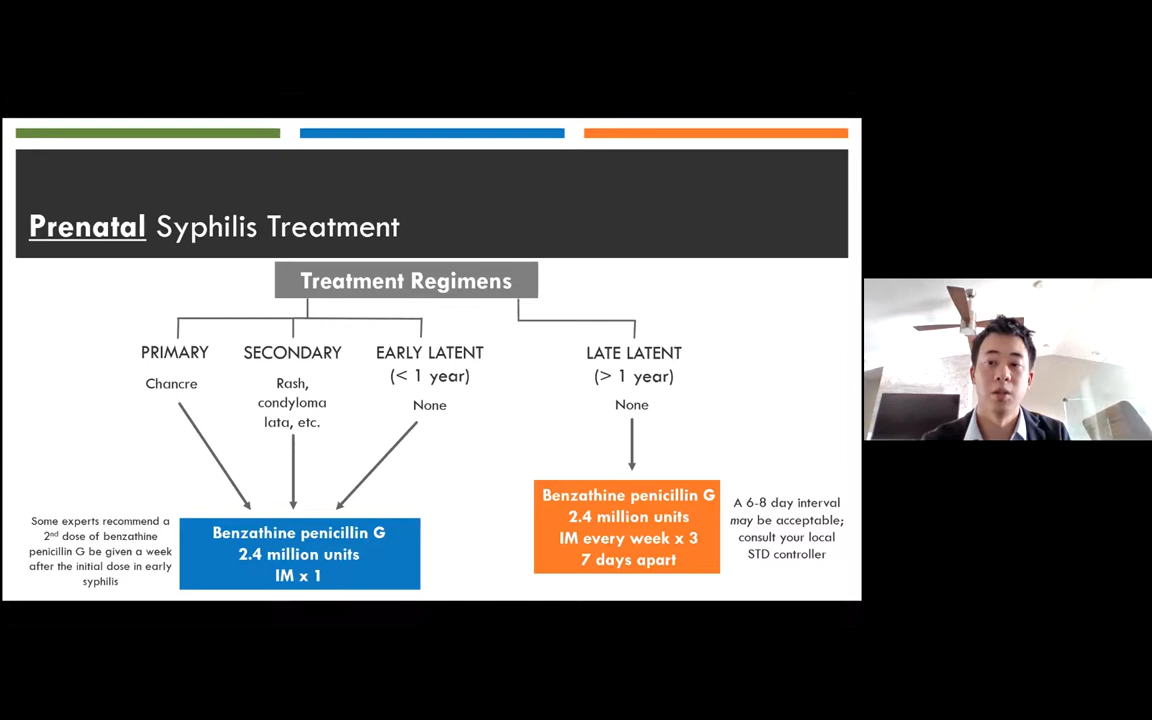 Prenatal Syphilis Treatment
Treatment Regimens
PRIMARY
Chancre
SECONDARY
Rash,
condyloma
lata, etc.
EARLY LATENT
(< 1 year)
None
LATE LATENT
(> 1 year)
None
Some experts recommend a
2nd dose of benzathine
penicillin G be given a week
after the initial dose in early
syphilis
Benzathine penicillin G
2.4 million units
IM x 1
Benzathine penicillin G
2.4 million units
IM every week x 3
7 days apart
A 6-8 day interval
may be acceptable;
consult your local
STD controller